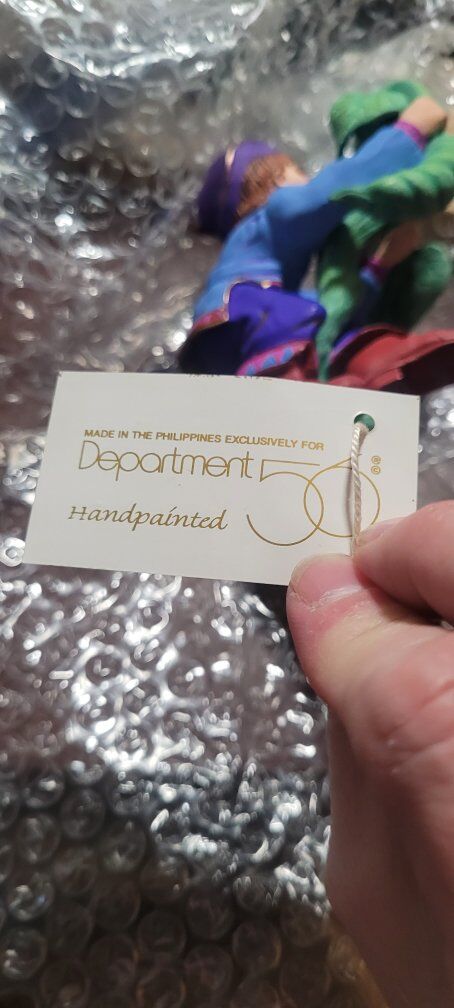 MADE IN THE PHILIPPINES EXCLUSIVELY FOR
Department 56 ® ©
Handpainted